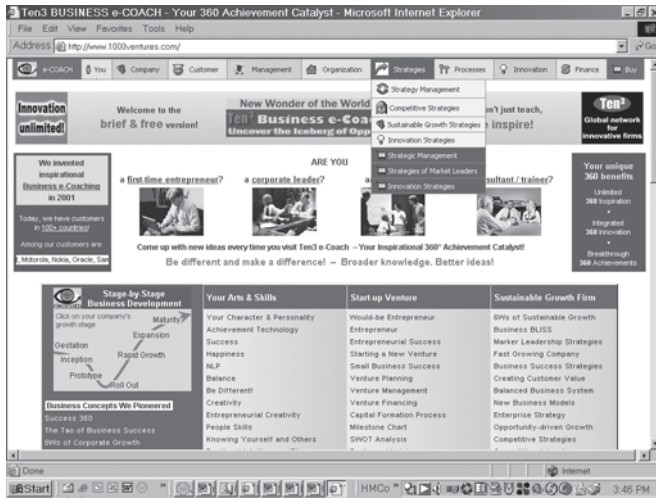 Ten3 BUSINESS e-COACH - Your 360 Achievement Catalyst - Microsoft Internet Explorer
File Edit View Favorites Tools Help
Address http://www.1000ventures.com/ Go
e-COACH You Company Customer Management Organization Strategies Processes Innovation Finance Buy
Strategy Management
Competitive Strategies
Sustainable Growth Strategies
Innovation Strategies
Strategic Management
Strategies of Market Leaders
Innovation Strategies
Innovation
unlimited!
Welcome to the
brief & free version!
New Wonder of the World
Ten3 Business e-Coa
Uncover the Iceberg of Opp
n't just teach,
inspire!
Ten3
Global network
for
innovative firms
We invented
inspirational
Business e-Coaching
in 2001
Today, we have customers
in 100+ countries!
Among our customers are:
t, Motorola, Nokia, Oracle, Sam
ARE YOU
a first-time entrepreneur?
a corporate leader?
sultant / trainer?
Come up with new ideas every time you visit Ten3 e-Coach – Your Inspirational 360° Achievement Catalyst!
Be different and make a difference! – Broader knowledge. Better ideas!
Your unique
360 benefits
Unlimited
360 Inspiration
Integrated
360 Innovation
Breakthrough
360 Achievements
Stage-by-Stage
Business Development
Click on your company's
growth stage
Maturity?
Expansion
Gestation
Rapid Growth
Inception
Prototype
Roll Out
Business Concepts We Pioneered
Success 360
The Tao of Business Success
6Ws of Corporate Growth
Your Arts & Skills
Your Character & Personality
Achievement Technology
Success
Happiness
NLP
Balance
Be Different!
Creativity
Entrepreneurial Creativity
People Skills
Knowing Yourself and Others
Start-up Venture
Would-be Entrepreneur
Entrepreneur
Entrepreneurial Success
Starting a New Venture
Small Business Success
Venture Planning
Venture Management
Venture Financing
Capital Formation Process
Milestone Chart
SWOT Analysis
Sustainable Growth Firm
6Ws of Sustainable Growth
Business BLISS
Marker Leadership Strategies
Fast Growing Company
Business Success Strategies
Creating Customer Value
Balanced Business System
New Business Models
Enterprise Strategy
Opportunity-driven Growth
Competitive Strategies
Done
Internet
Start
HMCo
3:46 PM